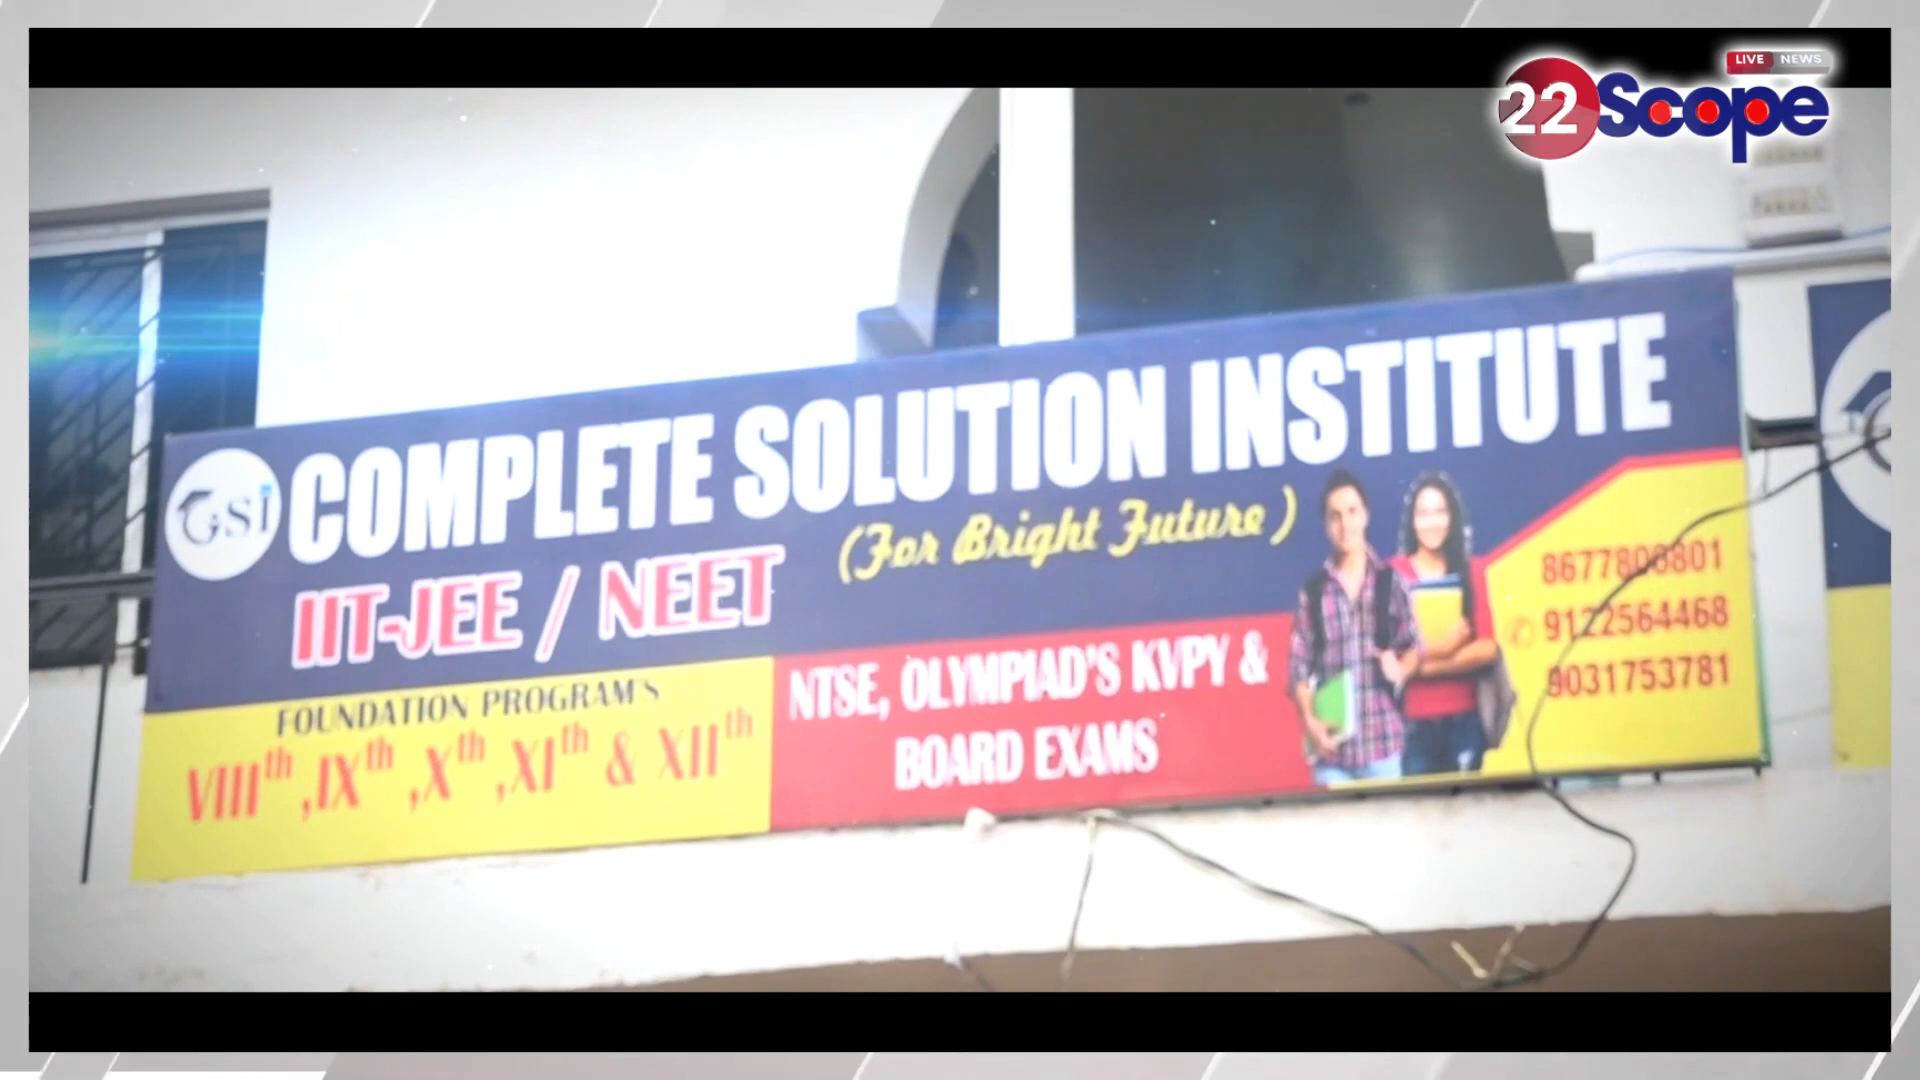 LIVE NEWS
22Scope
CSI COMPLETE SOLUTION INSTITUTE
(For Bright Future)
IIT-JEE / NEET
FOUNDATION PROGRAM'S
VIIIth ,IXth ,Xth ,XIth & XIIth
NTSE, OLYMPIAD'S KVPY &
BOARD EXAMS
8677800801
9122564468
9031753781